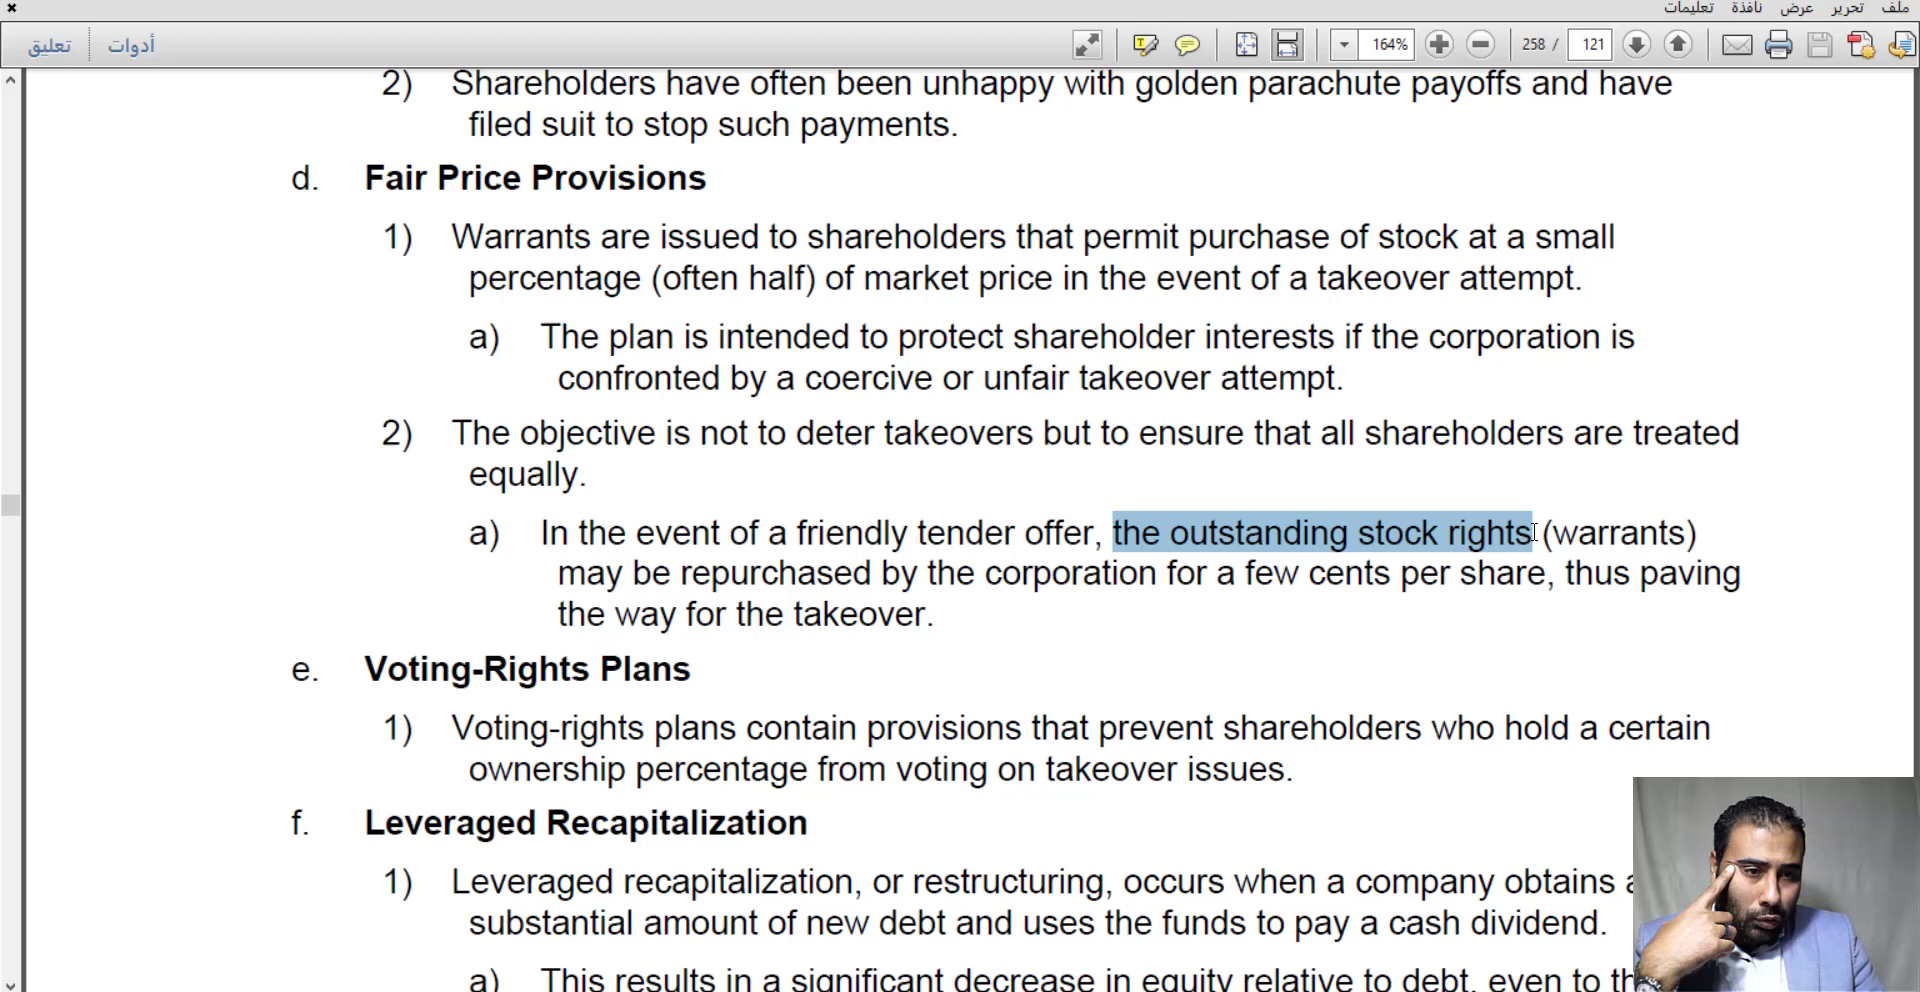 ملف تحرير عرض نافذة تعليمات
تعليق أدوات 164% 258 / 121
2) Shareholders have often been unhappy with golden parachute payoffs and have
filed suit to stop such payments.
d. Fair Price Provisions
1) Warrants are issued to shareholders that permit purchase of stock at a small
percentage (often half) of market price in the event of a takeover attempt.
a) The plan is intended to protect shareholder interests if the corporation is
confronted by a coercive or unfair takeover attempt.
2) The objective is not to deter takeovers but to ensure that all shareholders are treated
equally.
a) In the event of a friendly tender offer, the outstanding stock rights (warrants)
may be repurchased by the corporation for a few cents per share, thus paving
the way for the takeover.
e. Voting-Rights Plans
1) Voting-rights plans contain provisions that prevent shareholders who hold a certain
ownership percentage from voting on takeover issues.
f. Leveraged Recapitalization
1) Leveraged recapitalization, or restructuring, occurs when a company obtains a
substantial amount of new debt and uses the funds to pay a cash dividend.
a) This results in a significant decrease in equity relative to debt, even to th